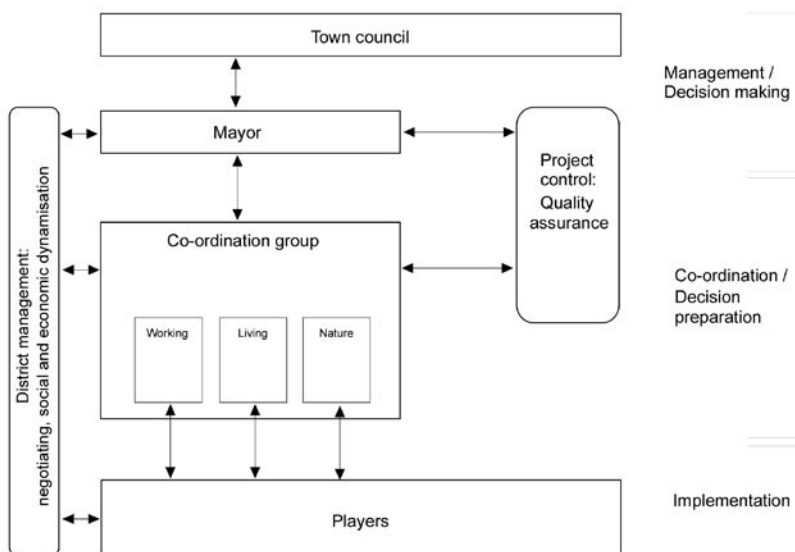 Town council
Management /
Decision making
Mayor
Project
control:
Quality
assurance
District management:
negotiating, social and economic dynamisation
Co-ordination group
Working
Living
Nature
Co-ordination /
Decision
preparation
Players
Implementation